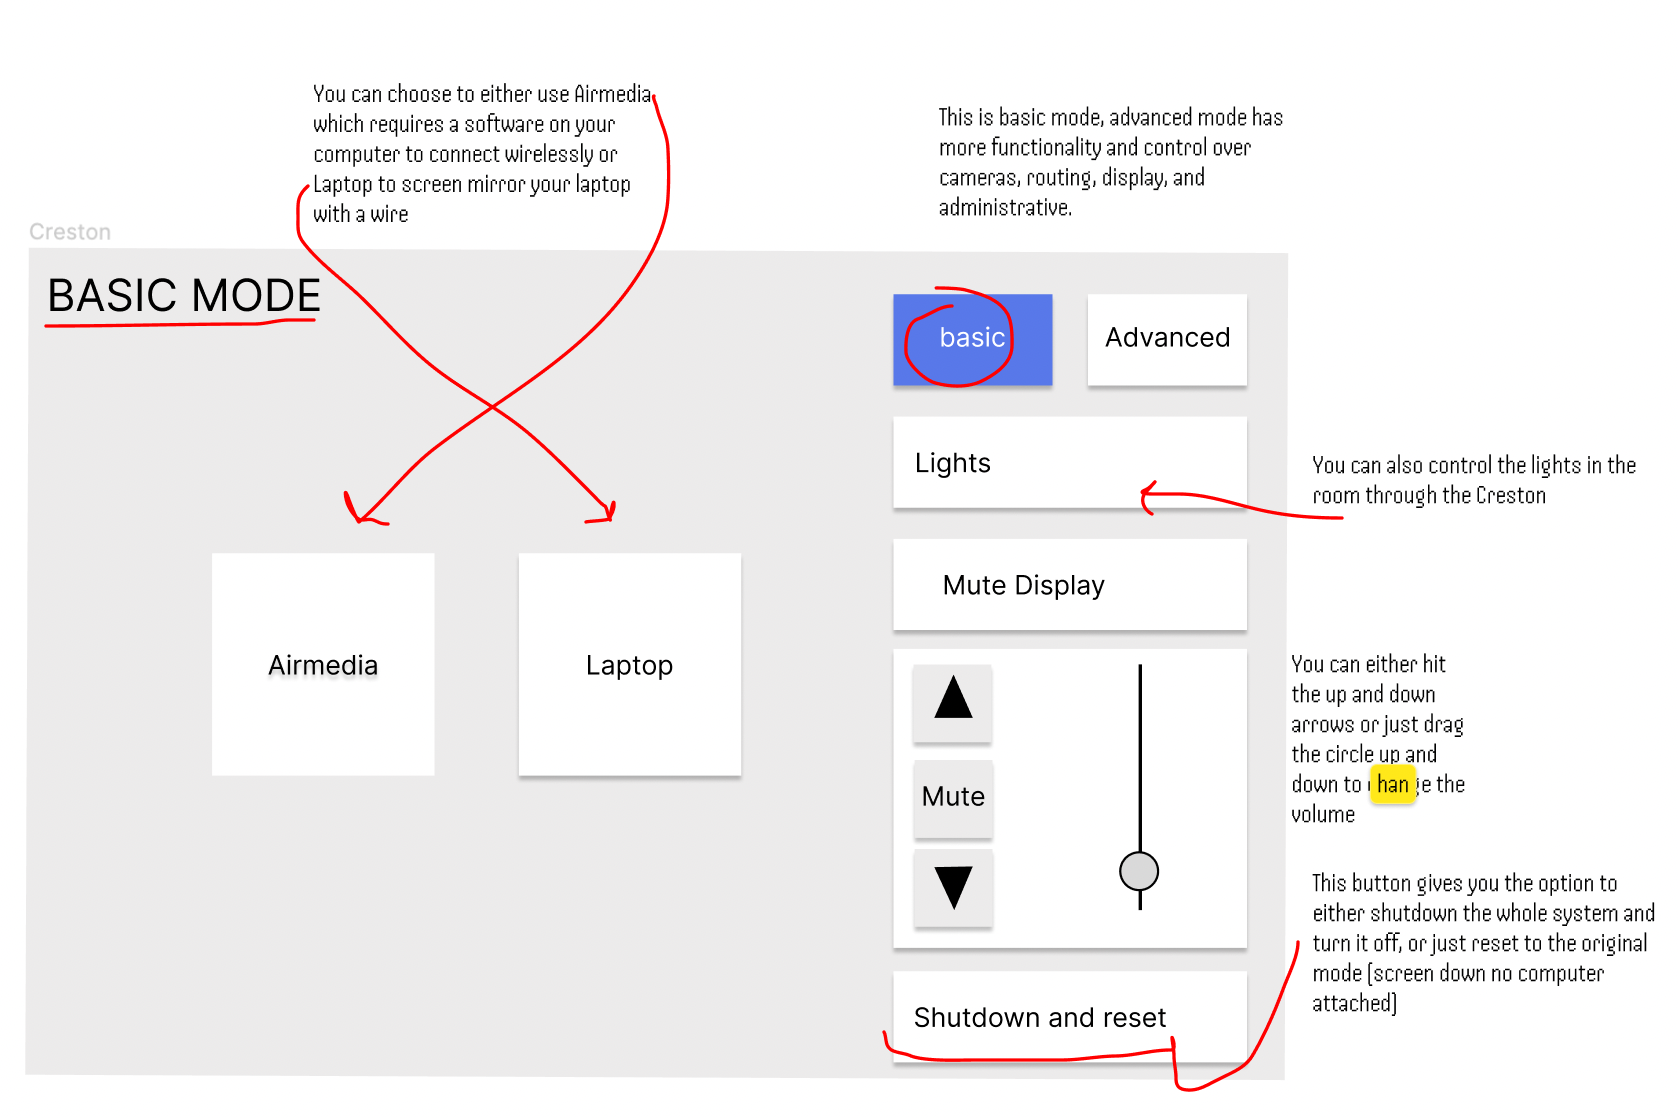 You can choose to either use Airmedia
which requires a software on your
computer to connect wirelessly or
Laptop to screen mirror your laptop
with a wire
This is basic mode, advanced mode has
more functionality and control over
cameras, routing, display, and
administrative.
Creston
BASIC MODE
basic
Advanced
Lights
You can also control the lights in the
room through the Creston
Mute Display
Airmedia
Laptop
Mute
You can either hit
the up and down
arrows or just drag
the circle up and
down to change the
volume
This button gives you the option to
either shutdown the whole system and
turn it off, or just reset to the original
mode (screen down no computer
attached)
Shutdown and reset